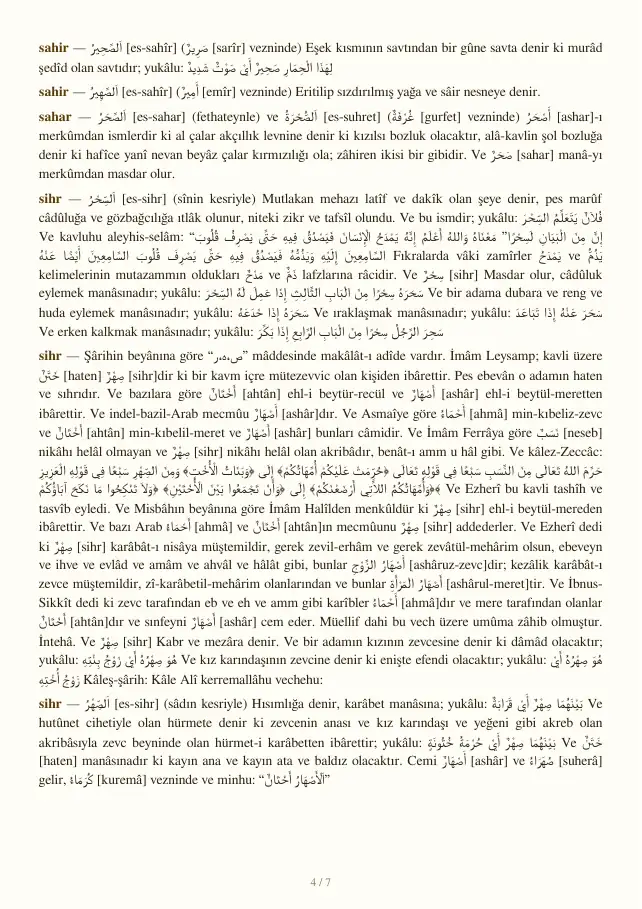 sahir — اَلصَّحِيرُ [es-sahîr] (صَرِيرٌ [sarîr] vezninde) Eşek kısmının savtından bir gûne savta denir ki murâd
şedîd olan savtıdır; yukâlu: لِهَذَا الْحِمَارِ صَحِيرٌ أَيْ صَوْتٌ شَدِيدٌ
sahir — اَلصَّهِيرُ [es-sahîr] (أَمِيرٌ [emîr] vezninde) Eritilip sızdırılmış yağa ve sâir nesneye denir.
sahar — اَلصَّحَرُ [es-sahar] (fethateynle) ve اَلصُّحْرَةُ [es-suhret] (غُرْفَةٌ [gurfet] vezninde) أَصْحَرُ [ashar]-ı
merkûmdan ismlerdir ki al çalar akçıllık levnine denir ki kızılsı bozluk olacaktır, alâ-kavlin şol bozluğa
denir ki hafîce yanî nevan beyâz çalar kırmızılığı ola; zâhiren ikisi bir gibidir. Ve صَحَرٌ [sahar] manâ-yı
merkûmdan masdar olur.
sihr — اَلسِّحْرُ [es-sihr] (sînin kesriyle) Mutlakan mehazı latîf ve dakîk olan şeye denir, pes marûf
câdûluğa ve gözbağcılığa ıtlâk olunur, niteki zikr ve tafsîl olundu. Ve bu ismdir; yukâlu: فُلاَنٌ يَتَعَلَّمُ السِّحْرَ
Ve kavluhu aleyhis-selâm: “إِنَّ مِنَ الْبَيَانِ لَسِحْرًا” مَعْنَاهُ وَاللهُ أَعْلَمُ إِنَّهُ يَمْدَحُ الْإِنْسَانَ فَيَصْدُقُ فِيهِ حَتَّى يَصْرِفَ قُلُوبَ
السَّامِعِينَ إِلَيْهِ وَيَذُمُّهُ فَيَصْدُقُ فِيهِ حَتَّى يَصْرِفَ قُلُوبَ السَّامِعِينَ أَيْضًا عَنْهُ Fıkralarda vâki zamîrler يَمْدَحُ ve يَذُمُّ
kelimelerinin mutazammın oldukları مَدْحٌ ve ذَمٌّ lafzlarına râcidir. Ve سِحْرٌ [sihr] Masdar olur, câdûluk
eylemek manâsınadır; yukâlu: سَحَرَهُ سِحْرًا مِنَ الْبَابِ الثَّالِثِ إِذَا عَمِلَ لَهُ السِّحْرَ Ve bir adama dubara ve reng ve
huda eylemek manâsınadır; yukâlu: سَحَرَهُ إِذَا خَدَعَهُ Ve ıraklaşmak manâsınadır; yukâlu: سَحَرَ عَنْهُ إِذَا تَبَاعَدَ
Ve erken kalkmak manâsınadır; yukâlu: سَحِرَ الرَّجُلُ سِحْرًا مِنَ الْبَابِ الرَّابِعِ إِذَا بَكَّرَ
sihr — Şârihin beyânına göre “ص،ه،ر” mâddesinde makâlât-ı adîde vardır. İmâm Leysamp; kavli üzere
خَتَنٌ [haten] صِهْرٌ [sihr]dir ki bir kavm içre mütezevvic olan kişiden ibârettir. Pes ebevân o adamın haten
ve sıhrıdır. Ve bazılara göre أَخْتَانٌ [ahtân] ehl-i beytür-recül ve أَصْهَارٌ [ashâr] ehl-i beytül-meretten
ibârettir. Ve indel-bazil-Arab mecmûu أَصْهَارٌ [ashâr]dır. Ve Asmaîye göre أَحْمَاءُ [ahmâ] min-kıbeliz-zevc
ve أَخْتَانٌ [ahtân] min-kıbelil-meret ve أَصْهَارٌ [ashâr] bunları câmidir. Ve İmâm Ferrâya göre نَسَبٌ [neseb]
nikâhı helâl olmayan ve صِهْرٌ [sihr] nikâhı helâl olan akribâdır, benât-ı amm u hâl gibi. Ve kâlez-Zeccâc:
حَرَّمَ اللهُ تَعَالَى مِنَ النَّسَبِ سَبْعًا فِي قَوْلِهِ تَعَالَى ﴿حُرِّمَتْ عَلَيْكُمْ أُمَّهَاتُكُمْ﴾ إِلَى ﴿وَبَنَاتُ الْأُخْتِ﴾ وَمِنَ الصِّهْرِ سَبْعًا فِي قَوْلِهِ الْعَزِيزِ
﴿وَأُمَّهَاتُكُمُ اللاَّتِي أَرْضَعْنَكُمْ﴾ إِلَى ﴿وَأَنْ تَجْمَعُوا بَيْنَ الْأُخْتَيْنِ﴾ ﴿وَلاَ تَنْكِحُوا مَا نَكَحَ آبَاؤُكُمْ﴾ Ve Ezherî bu kavli tashîh ve
tasvîb eyledi. Ve Misbâhın beyânına göre İmâm Halîlden menkûldür ki صِهْرٌ [sihr] ehl-i beytül-mereden
ibârettir. Ve bazı Arab أَحْمَاءُ [ahmâ] ve أَخْتَانٌ [ahtân]ın mecmûunu صِهْرٌ [sihr] addederler. Ve Ezherî dedi
ki صِهْرٌ [sihr] karâbât-ı nisâya müştemildir, gerek zevil-erhâm ve gerek zevâtül-mehârim olsun, ebeveyn
ve ihve ve evlâd ve amâm ve ahvâl ve hâlât gibi, bunlar أَصْهَارُ الزَّوْجِ [ashâruz-zevc]dir; kezâlik karâbât-ı
zevce müştemildir, zî-karâbetil-mehârim olanlarından ve bunlar أَصْهَارُ الْمَرْأَةِ [ashârul-meret]tir. Ve İbnus-
Sikkît dedi ki zevc tarafından eb ve eh ve amm gibi karîbler أَحْمَاءُ [ahmâ]dır ve mere tarafından olanlar
أَخْتَانٌ [ahtân]dır ve sınfeyni أَصْهَارٌ [ashâr] cem eder. Müellif dahi bu vech üzere umûma zâhib olmuştur.
İntehâ. Ve صِهْرٌ [sihr] Kabr ve mezâra denir. Ve bir adamın kızının zevcesine denir ki dâmâd olacaktır;
yukâlu: هُوَ صِهْرُهُ أَيْ زَوْجُ بِنْتِهِ Ve kız karındaşının zevcine denir ki enişte efendi olacaktır; yukâlu: هُوَ صِهْرُهُ أَيْ
زَوْجُ أُخْتِهِ Kâleş-şârih: Kâle Alî kerremallâhu vechehu:
sihr — اَلصِّهْرُ [es-sihr] (sâdın kesriyle) Hısımlığa denir, karâbet manâsına; yukâlu: بَيْنَهُمَا صِهْرٌ أَيْ قَرَابَةٌ Ve
hutûnet cihetiyle olan hürmete denir ki zevcenin anası ve kız karındaşı ve yeğeni gibi akreb olan
akribâsıyla zevc beyninde olan hürmet-i karâbetten ibârettir; yukâlu: بَيْنَهُمَا صِهْرٌ أَيْ حُرْمَةُ خُتُونَةٍ Ve خَتَنٌ
[haten] manâsınadır ki kayın ana ve kayın ata ve baldız olacaktır. Cemi أَصْهَارٌ [ashâr] ve صُهَرَاءُ [suherâ]
gelir, كُرَمَاءُ [kuremâ] vezninde ve minhu: “اَلْأَصْهَارُ أَخْتَانٌ”
4 / 7